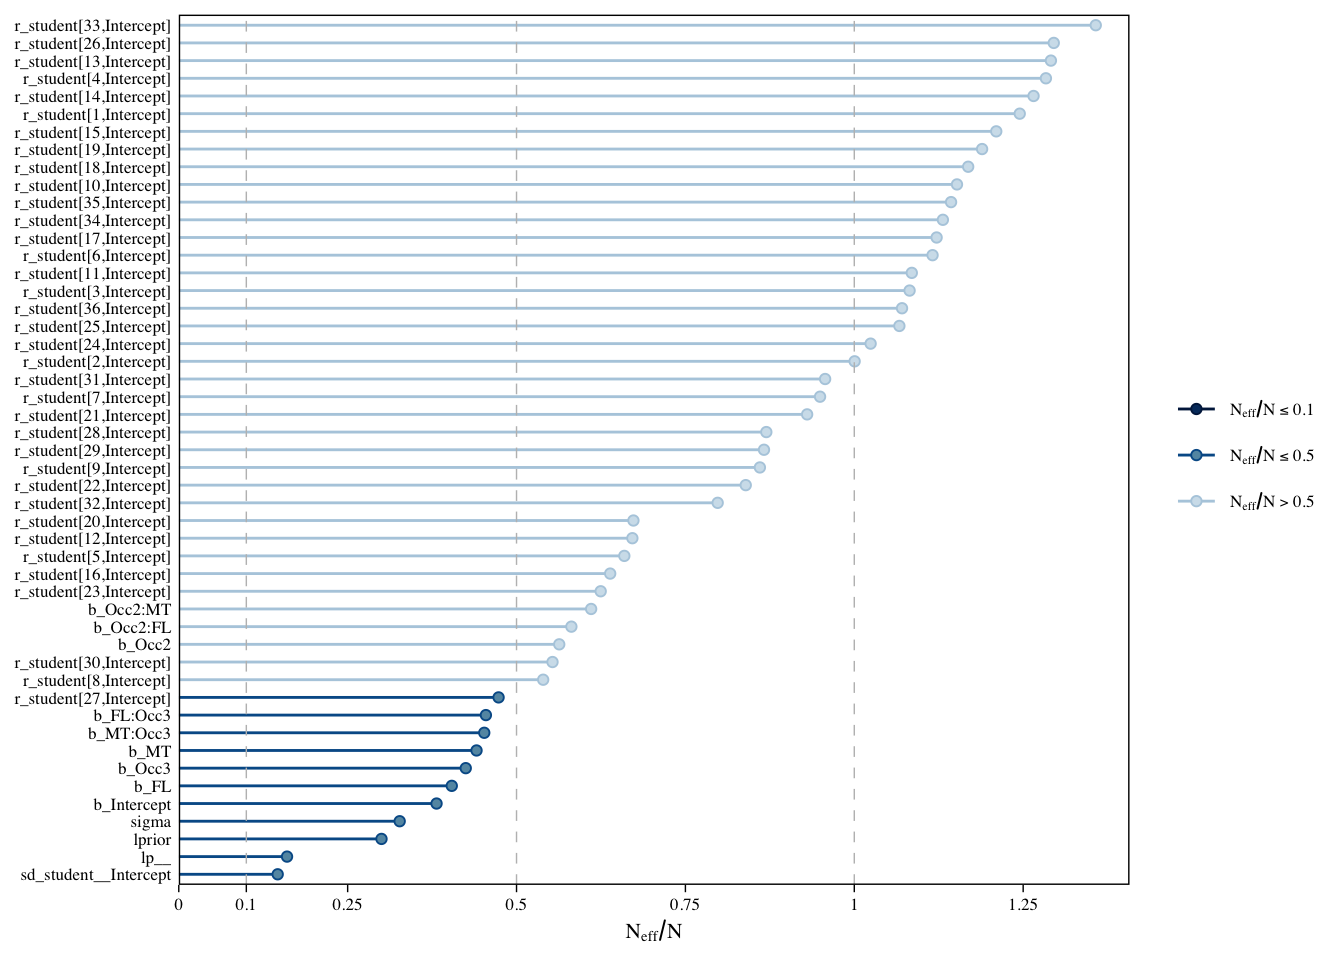 r_student[33,Intercept]
r_student[26,Intercept]
r_student[13,Intercept]
r_student[4,Intercept]
r_student[14,Intercept]
r_student[1,Intercept]
r_student[15,Intercept]
r_student[19,Intercept]
r_student[18,Intercept]
r_student[10,Intercept]
r_student[35,Intercept]
r_student[34,Intercept]
r_student[17,Intercept]
r_student[6,Intercept]
r_student[11,Intercept]
r_student[3,Intercept]
r_student[36,Intercept]
r_student[25,Intercept]
r_student[24,Intercept]
r_student[2,Intercept]
r_student[31,Intercept]
r_student[7,Intercept]
r_student[21,Intercept]
r_student[28,Intercept]
r_student[29,Intercept]
r_student[9,Intercept]
r_student[22,Intercept]
r_student[32,Intercept]
r_student[20,Intercept]
r_student[12,Intercept]
r_student[5,Intercept]
r_student[16,Intercept]
r_student[23,Intercept]
b_Occ2:MT
b_Occ2:FL
b_Occ2
r_student[30,Intercept]
r_student[8,Intercept]
r_student[27,Intercept]
b_FL:Occ3
b_MT:Occ3
b_MT
b_Occ3
b_FL
b_Intercept
sigma
lprior
lp__
sd_student__Intercept
0 0.1 0.25 0.5 0.75 1 1.25
Neff/N
Neff/N ≤ 0.1
Neff/N ≤ 0.5
Neff/N > 0.5